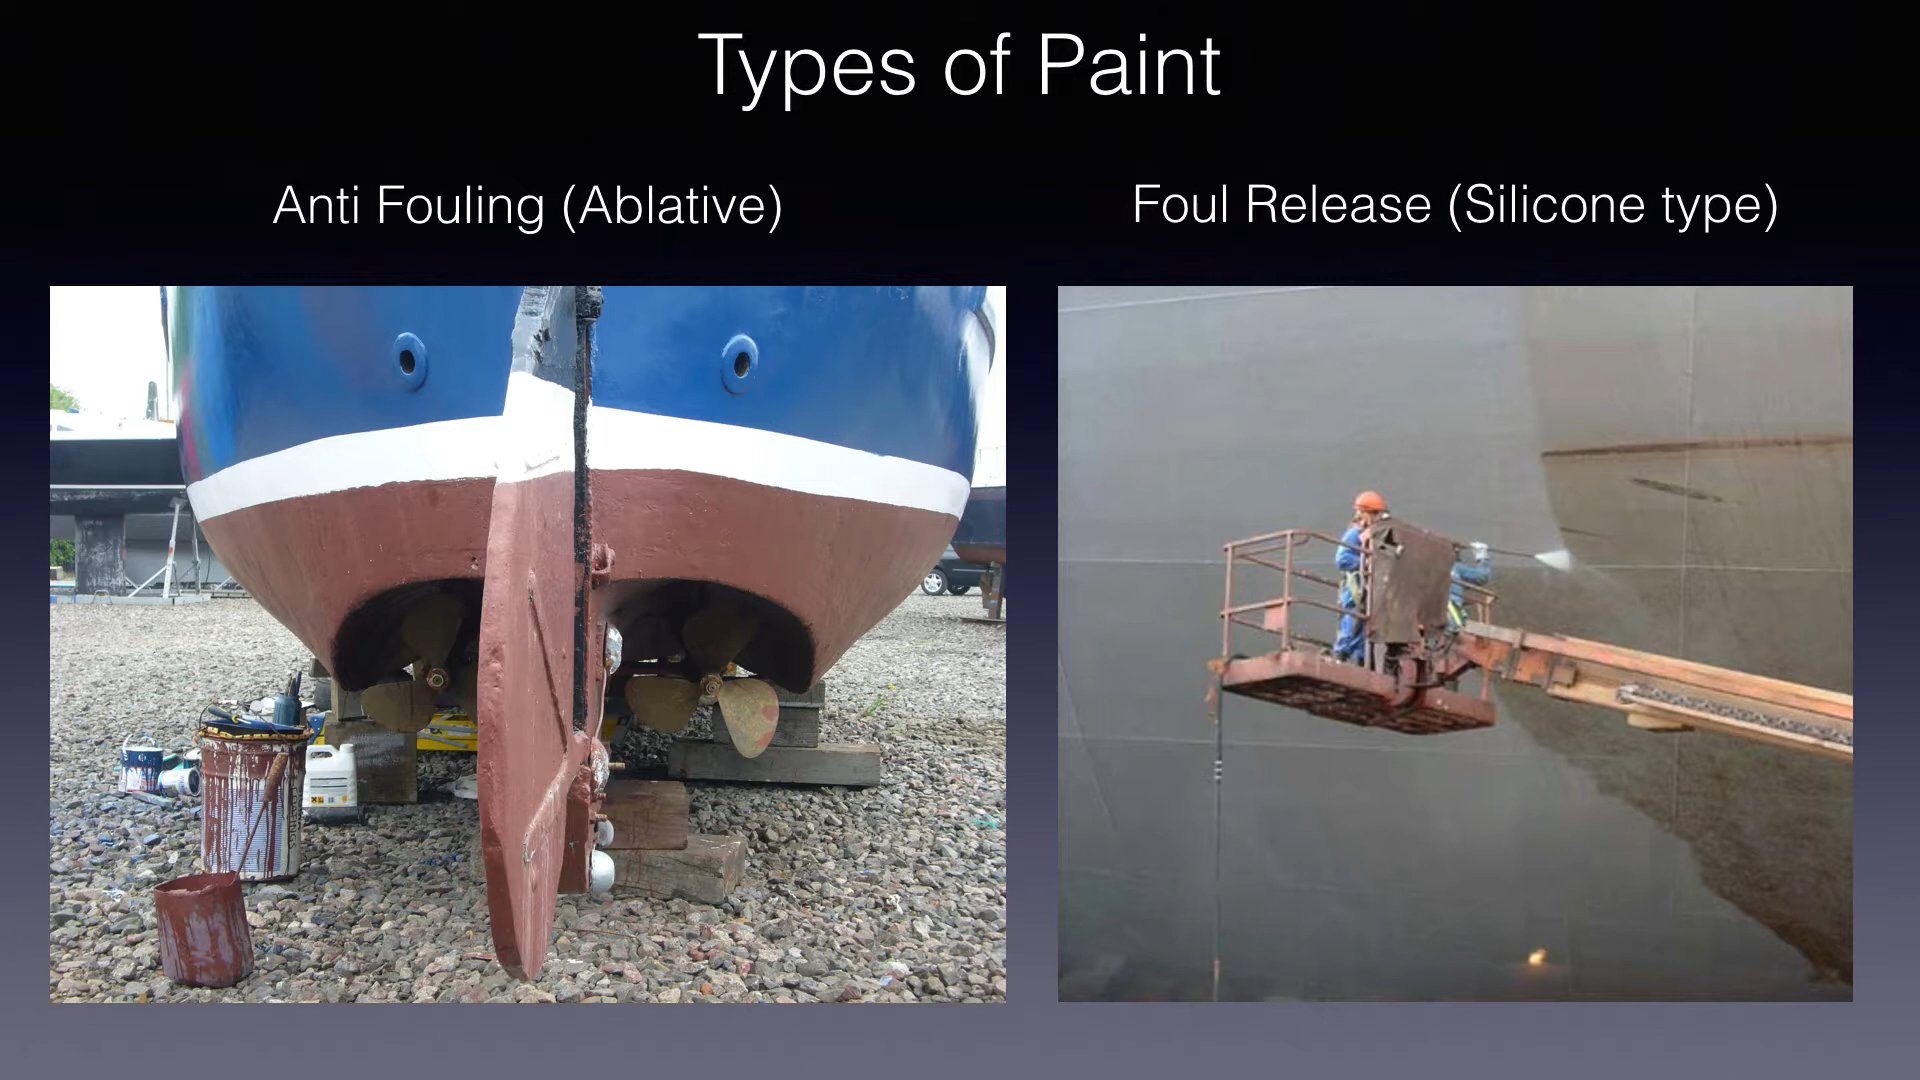 Types of Paint
Anti Fouling (Ablative)
Foul Release (Silicone type)